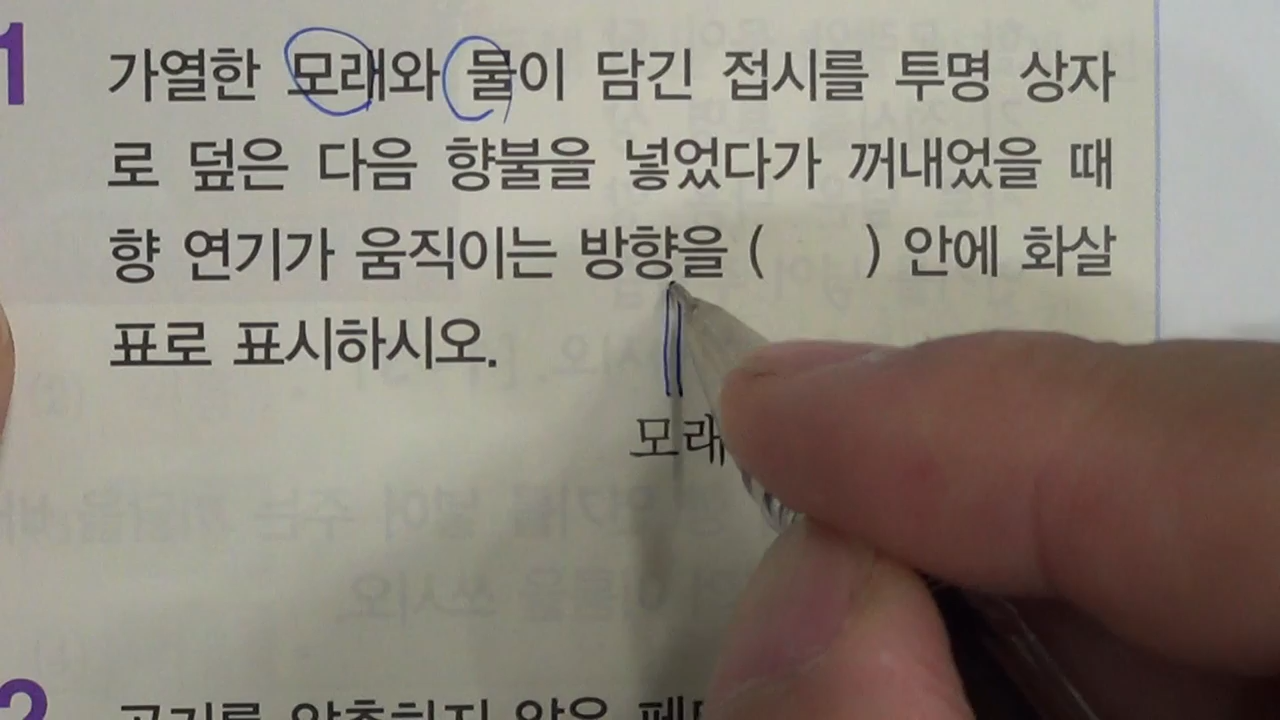 1 가열한 모래와 물이 담긴 접시를 투명 상자
로 덮은 다음 향불을 넣었다가 꺼내었을 때
향 연기가 움직이는 방향을 ( ) 안에 화살
표로 표시하시오.
모래
2